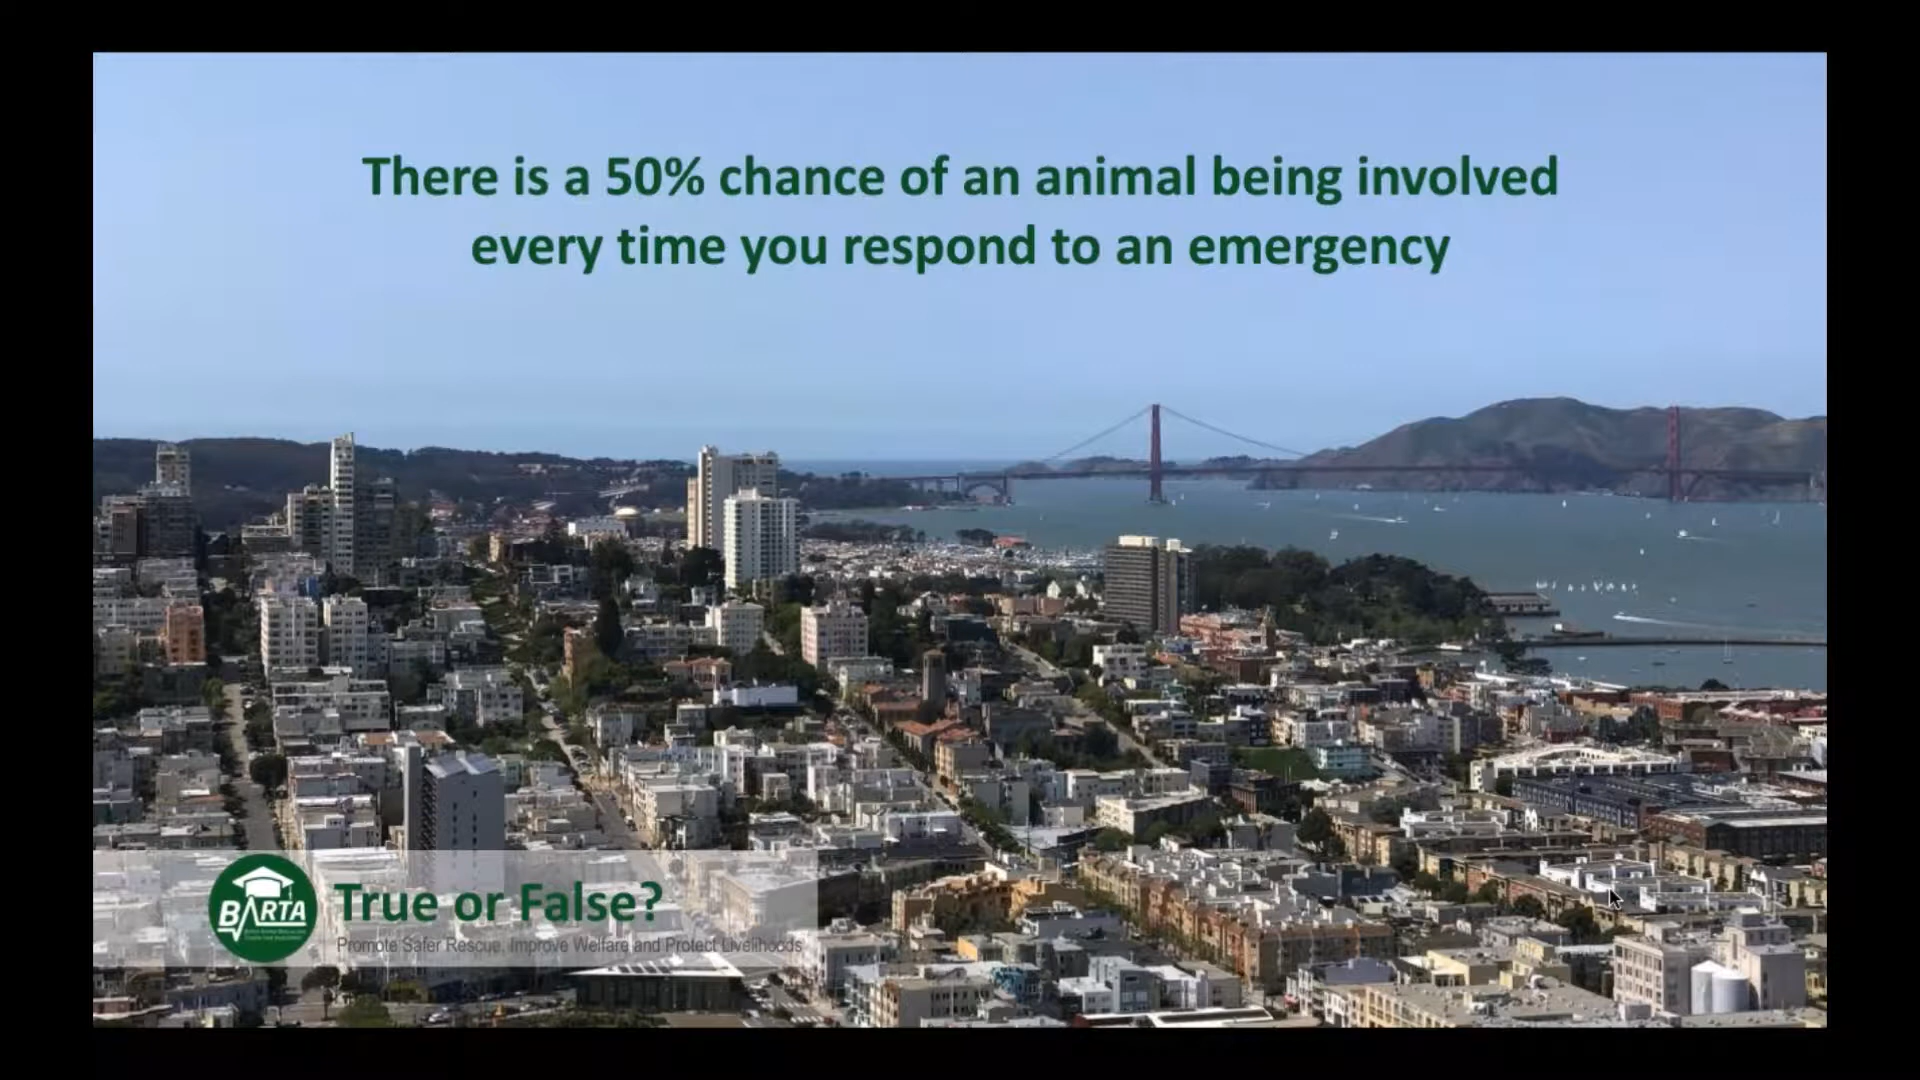 There is a 50% chance of an animal being involved
every time you respond to an emergency
BARTA
True or False?
Promote Safer Rescue, Improve Welfare and Protect Livelihoods